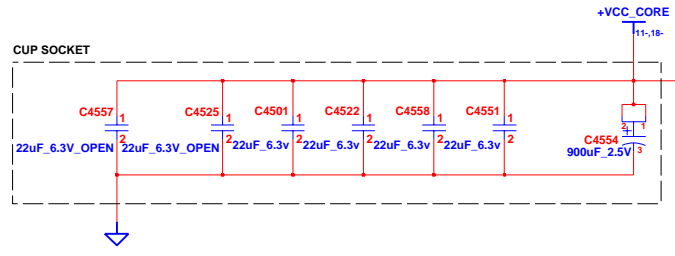 +VCC_CORE
11-,18-
CUP SOCKET
C4557
1
2
22uF_6.3V_OPEN
C4525
1
2
22uF_6.3V_OPEN
C4501
1
2
22uF_6.3v
C4522
1
2
22uF_6.3v
C4558
1
2
22uF_6.3v
C4551
1
2
22uF_6.3v
2
+
1
C4554
900uF_2.5V
3